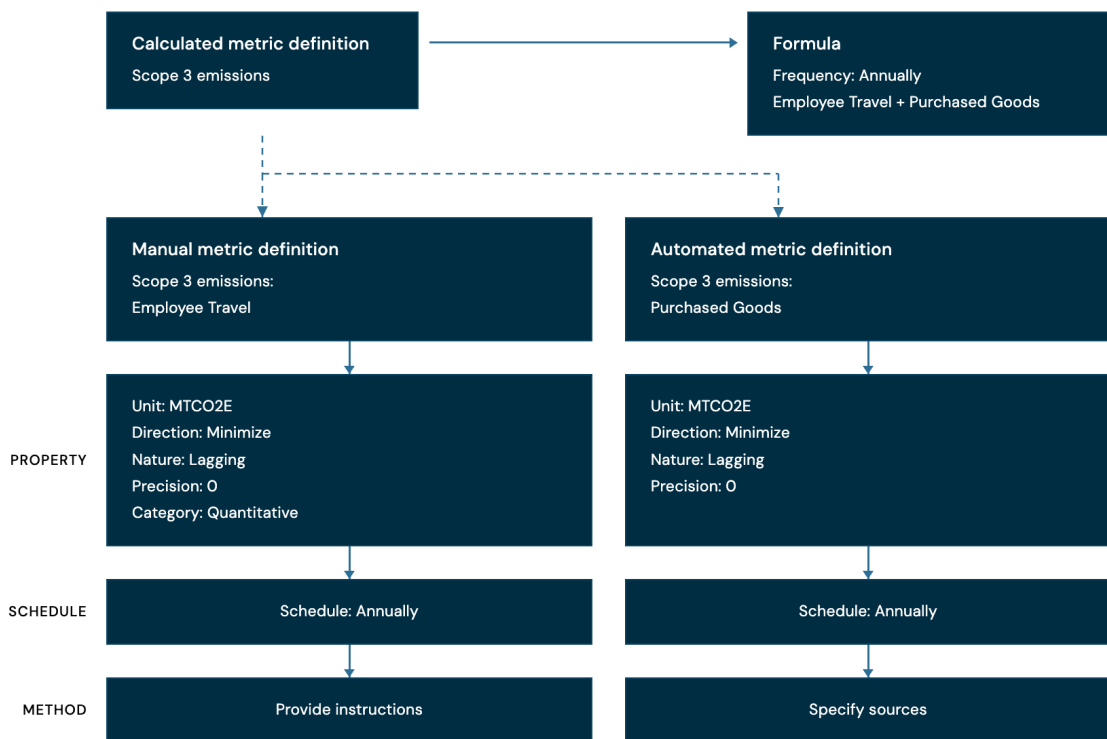 Calculated metric definition
Scope 3 emissions
Formula
Frequency: Annually
Employee Travel + Purchased Goods
Manual metric definition
Scope 3 emissions:
Employee Travel
Automated metric definition
Scope 3 emissions:
Purchased Goods
PROPERTY
Unit: MTCO2E
Direction: Minimize
Nature: Lagging
Precision: 0
Category: Quantitative
Unit: MTCO2E
Direction: Minimize
Nature: Lagging
Precision: 0
SCHEDULE
Schedule: Annually
Schedule: Annually
METHOD
Provide instructions
Specify sources